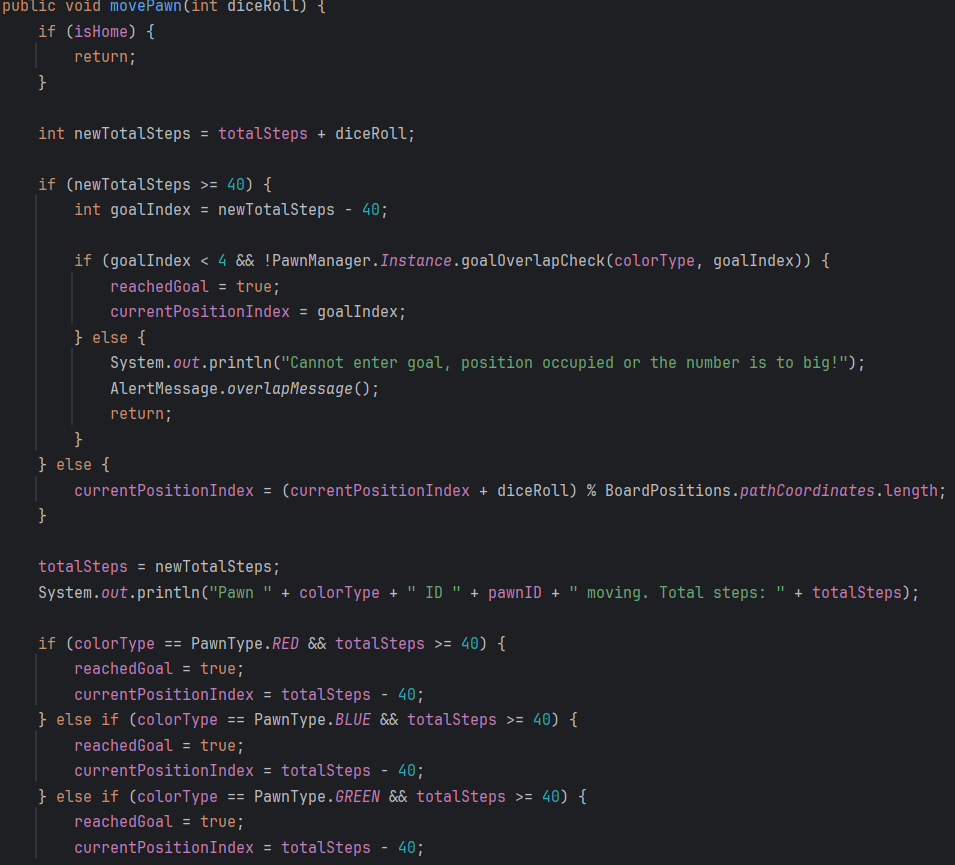 public void movePawn(int diceRoll) {
    if (isHome) {
        return;
    }

    int newTotalSteps = totalSteps + diceRoll;

    if (newTotalSteps >= 40) {
        int goalIndex = newTotalSteps - 40;

        if (goalIndex < 4 && !PawnManager.Instance.goalOverlapCheck(colorType, goalIndex)) {
            reachedGoal = true;
            currentPositionIndex = goalIndex;
        } else {
            System.out.println("Cannot enter goal, position occupied or the number is to big!");
            AlertMessage.overlapMessage();
            return;
        }
    } else {
        currentPositionIndex = (currentPositionIndex + diceRoll) % BoardPositions.pathCoordinates.length;
    }

    totalSteps = newTotalSteps;
    System.out.println("Pawn " + colorType + " ID " + pawnID + " moving. Total steps: " + totalSteps);

    if (colorType == PawnType.RED && totalSteps >= 40) {
        reachedGoal = true;
        currentPositionIndex = totalSteps - 40;
    } else if (colorType == PawnType.BLUE && totalSteps >= 40) {
        reachedGoal = true;
        currentPositionIndex = totalSteps - 40;
    } else if (colorType == PawnType.GREEN && totalSteps >= 40) {
        reachedGoal = true;
        currentPositionIndex = totalSteps - 40;